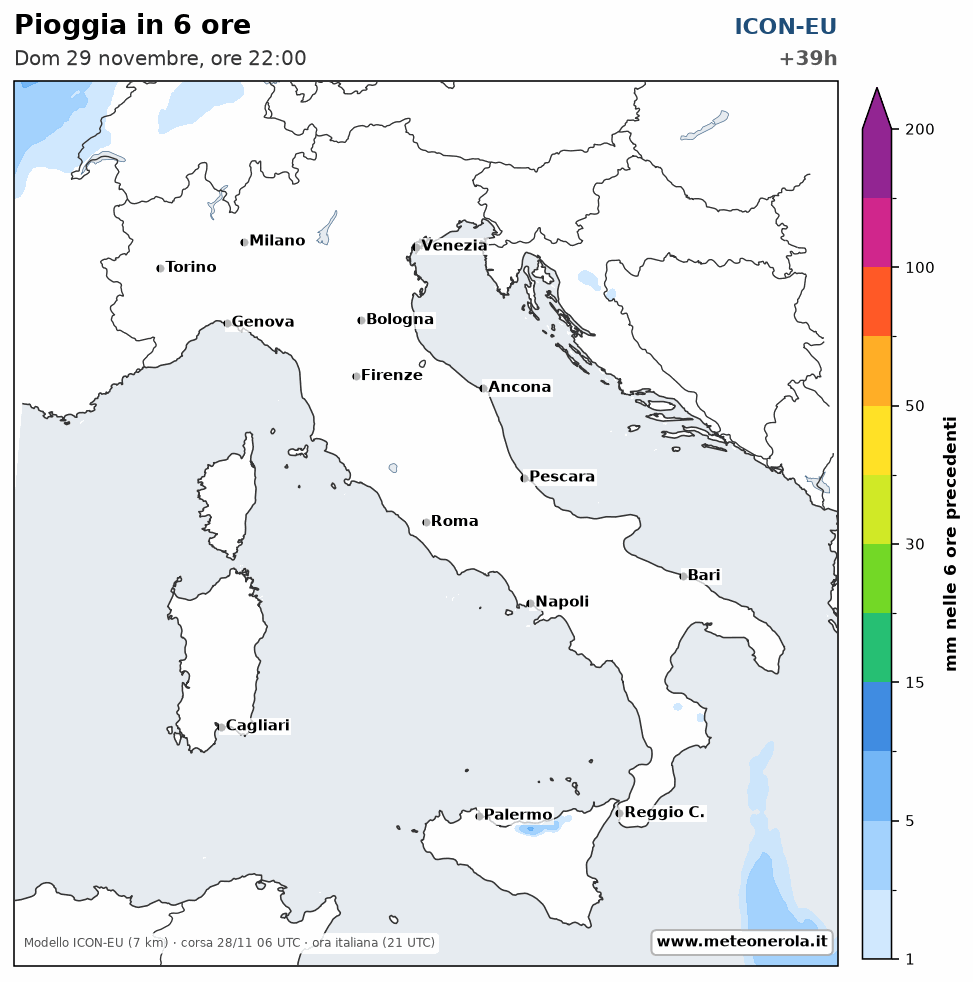 Pioggia in 6 ore
ICON-EU
Dom 29 novembre, ore 22:00
+39h
200
Milano
Venezia
Torino
100
Genova
Bologna
Firenze
Ancona
50
Pescara
Roma
30
Bari
Napoli
mm nelle 6 ore precedenti
15
Cagliari
Palermo
Reggio C.
5
Modello ICON-EU (7 km) · corsa 28/11 06 UTC · ora italiana (21 UTC)
www.meteonerola.it
1